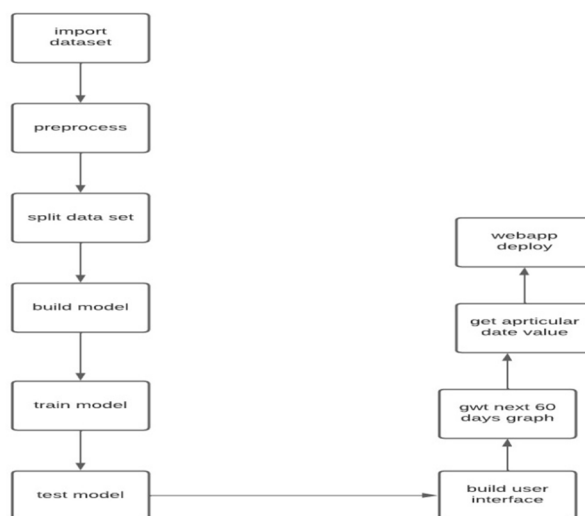 import
dataset
preprocess
split data set
build model
train model
test model
build user
interface
gwt next 60
days graph
get aprticular
date value
webapp
deploy